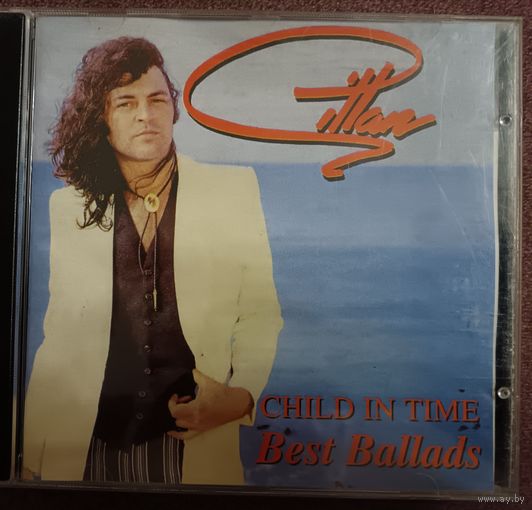 Gillan
CHILD IN TIME
Best Ballads
www.ay.by